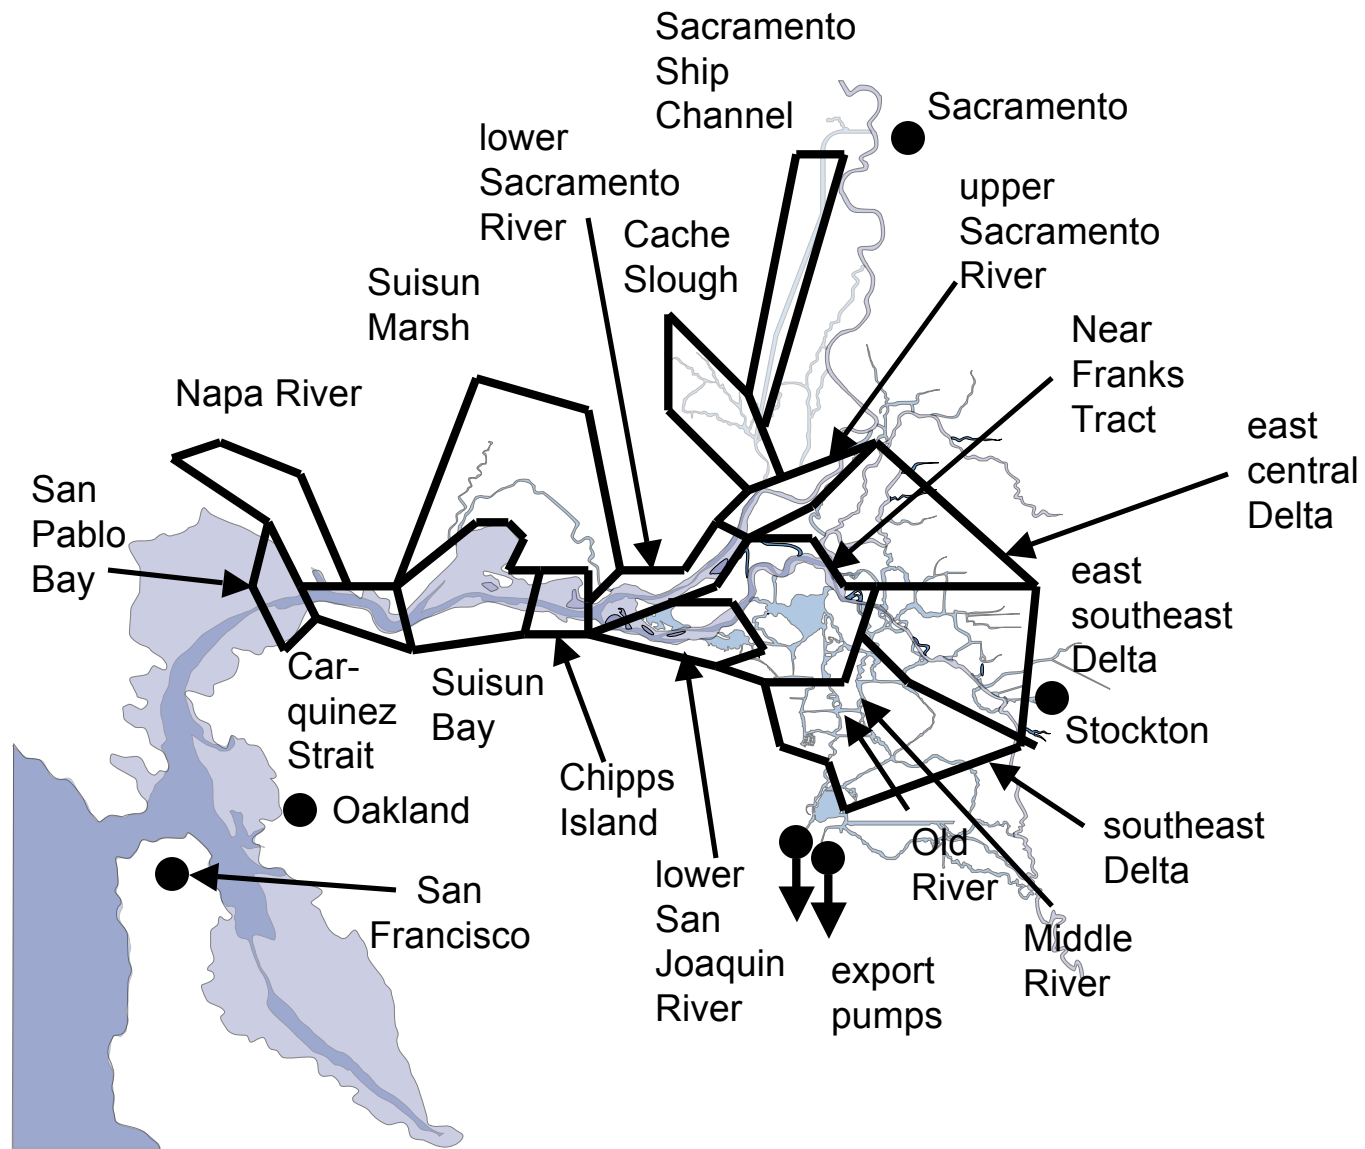 Sacramento
Ship
Channel
Sacramento
lower
Sacramento
River
upper
Sacramento
River
Cache
Slough
Suisun
Marsh
Near
Franks
Tract
Napa River
east
central
Delta
San
Pablo
Bay
east
southeast
Delta
Car-
quinez
Strait
Suisun
Bay
Stockton
Chipps
Island
Oakland
southeast
Delta
Old
River
lower
San
Joaquin
River
San
Francisco
Middle
River
export
pumps